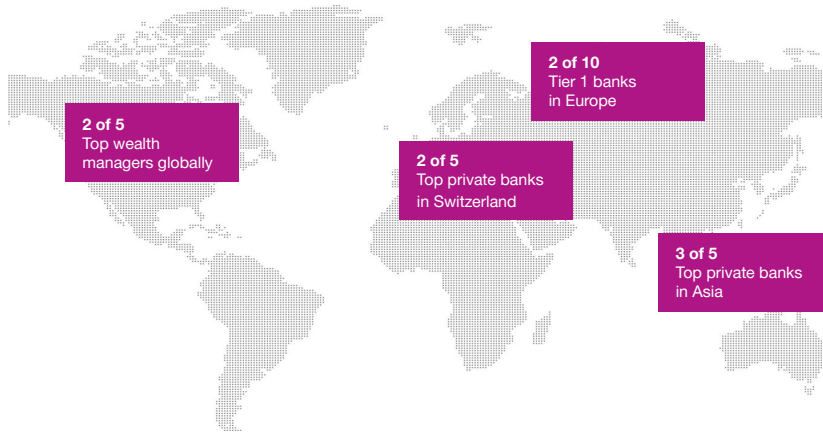 2 of 10
Tier 1 banks
in Europe
2 of 5
Top wealth
managers globally
2 of 5
Top private banks
in Switzerland
3 of 5
Top private banks
in Asia